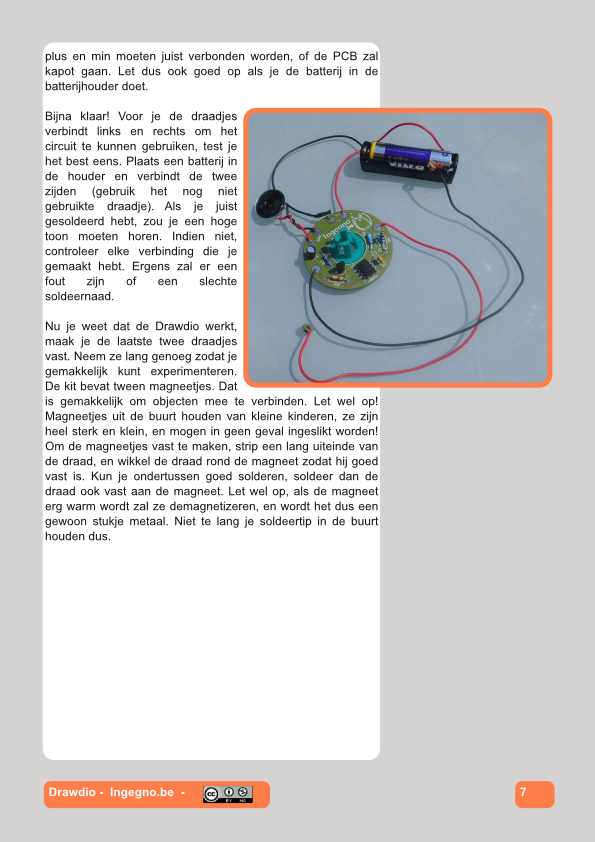 plus en min moeten juist verbonden worden, of de PCB zal
kapot gaan. Let dus ook goed op als je de batterij in de
batterijhouder doet.
Bijna klaar! Voor je de draadjes
verbindt links en rechts om het
circuit te kunnen gebruiken, test je
het best eens. Plaats een batterij in
de houder en verbindt de twee
zijden (gebruik het nog niet
gebruikte draadje). Als je juist
gesoldeerd hebt, zou je een hoge
toon moeten horen. Indien niet,
controleer elke verbinding die je
gemaakt hebt. Ergens zal er een
fout zijn of een slechte
soldeernaad.
Nu je weet dat de Drawdio werkt,
maak je de laatste twee draadjes
vast. Neem ze lang genoeg zodat je
gemakkelijk kunt experimenteren.
De kit bevat tween magneetjes. Dat
is gemakkelijk om objecten mee te verbinden. Let wel op!
Magneetjes uit de buurt houden van kleine kinderen, ze zijn
heel sterk en klein, en mogen in geen geval ingeslikt worden!
Om de magneetjes vast te maken, strip een lang uiteinde van
de draad, en wikkel de draad rond de magneet zodat hij goed
vast is. Kun je ondertussen goed solderen, soldeer dan de
draad ook vast aan de magneet. Let wel op, als de magneet
erg warm wordt zal ze demagnetizeren, en wordt het dus een
gewoon stukje metaal. Niet te lang je soldeertip in de buurt
houden dus.
Ingegno
Drawdio - Ingegno.be -
cc
BY NC
7